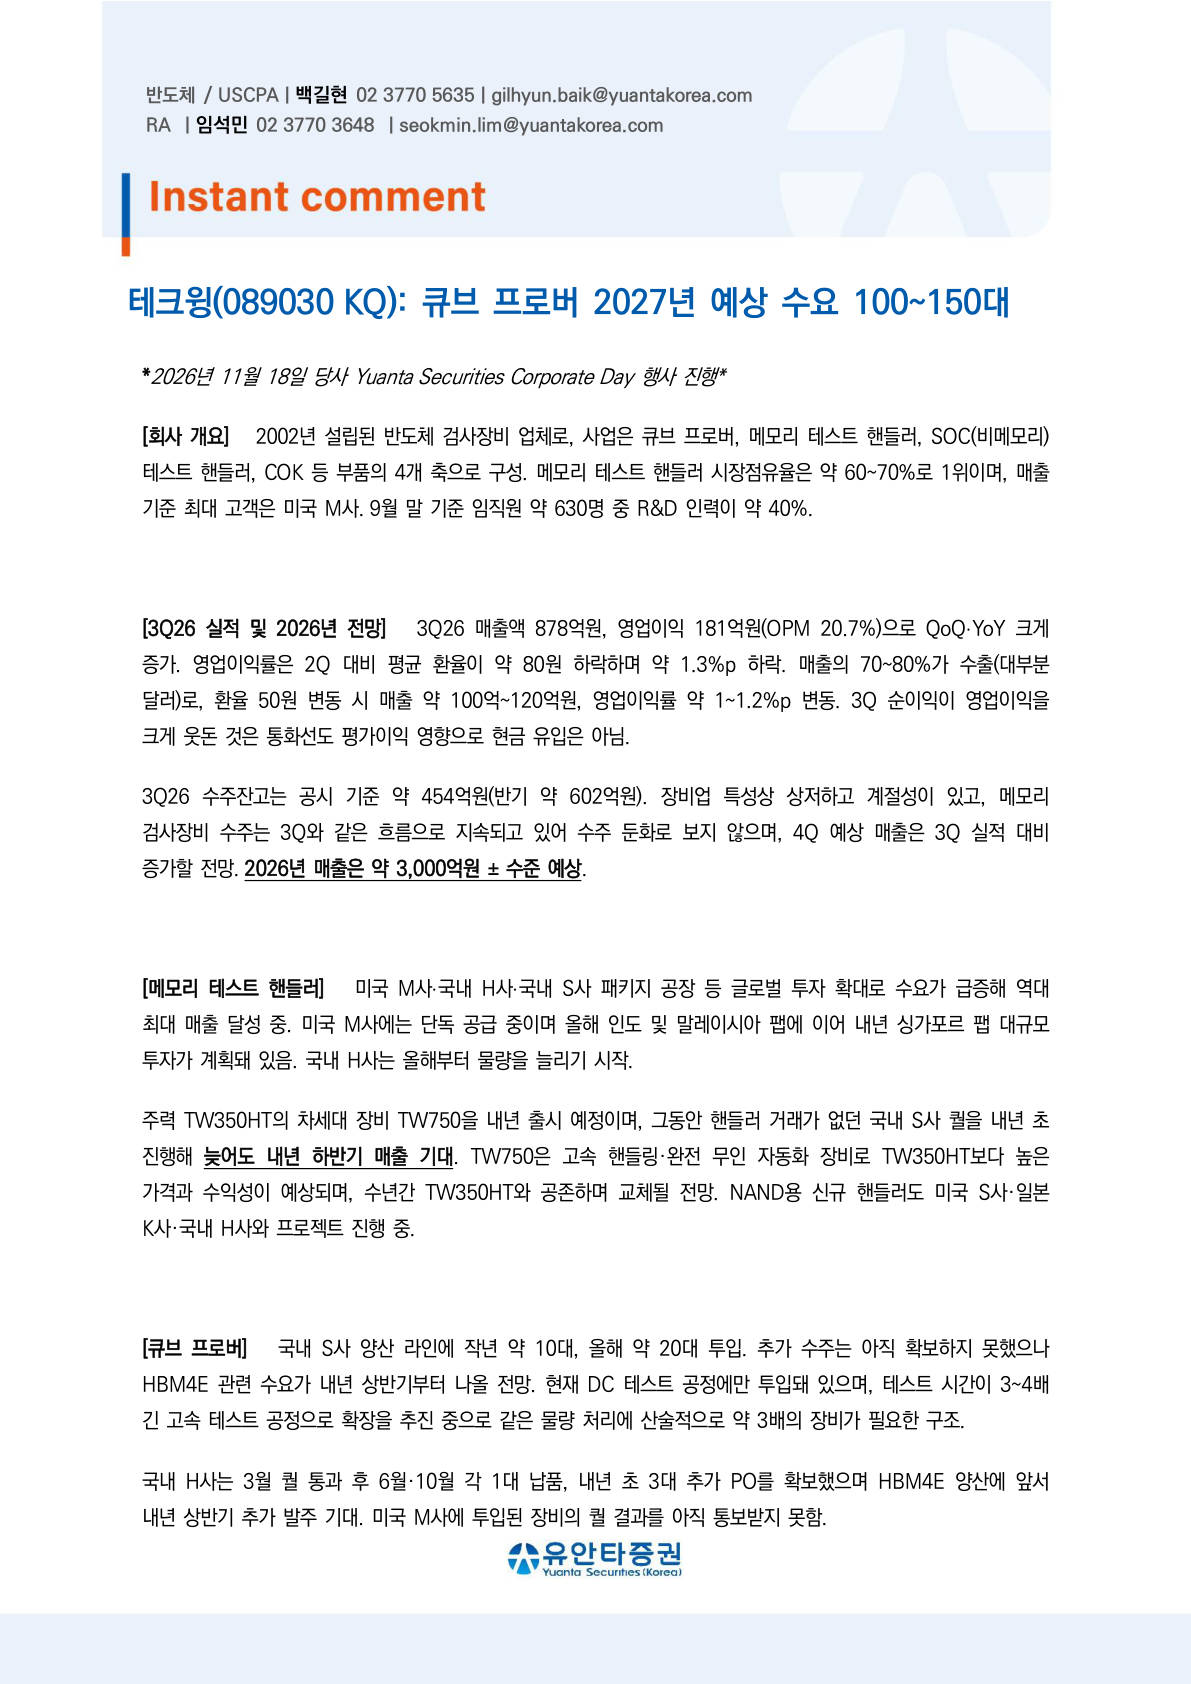 반도체 / USCPA | 백길현 02 3770 5635 | gilhyun.baik@yuantakorea.com
RA | 임석민 02 3770 3648 | seokmin.lim@yuantakorea.com
Instant comment
테크윙(089030 KQ): 큐브 프로버 2027년 예상 수요 100~150대
*2026년 11월 18일 당사 Yuanta Securities Corporate Day 행사 진행*
[회사 개요] 2002년 설립된 반도체 검사장비 업체로, 사업은 큐브 프로버, 메모리 테스트 핸들러, SOC(비메모리)
테스트 핸들러, COK 등 부품의 4개 축으로 구성. 메모리 테스트 핸들러 시장점유율은 약 60~70%로 1위이며, 매출
기준 최대 고객은 미국 M사. 9월 말 기준 임직원 약 630명 중 R&D 인력이 약 40%.
[3Q26 실적 및 2026년 전망] 3Q26 매출액 878억원, 영업이익 181억원(OPM 20.7%)으로 QoQ·YoY 크게
증가. 영업이익률은 2Q 대비 평균 환율이 약 80원 하락하며 약 1.3%p 하락. 매출의 70~80%가 수출(대부분
달러)로, 환율 50원 변동 시 매출 약 100억~120억원, 영업이익률 약 1~1.2%p 변동. 3Q 순이익이 영업이익을
크게 웃돈 것은 통화선도 평가이익 영향으로 현금 유입은 아님.
3Q26 수주잔고는 공시 기준 약 454억원(반기 약 602억원). 장비업 특성상 상저하고 계절성이 있고, 메모리
검사장비 수주는 3Q와 같은 흐름으로 지속되고 있어 수주 둔화로 보지 않으며, 4Q 예상 매출은 3Q 실적 대비
증가할 전망. 2026년 매출은 약 3,000억원 ± 수준 예상.
[메모리 테스트 핸들러] 미국 M사·국내 H사·국내 S사 패키지 공장 등 글로벌 투자 확대로 수요가 급증해 역대
최대 매출 달성 중. 미국 M사에는 단독 공급 중이며 올해 인도 및 말레이시아 팹에 이어 내년 싱가포르 팹 대규모
투자가 계획돼 있음. 국내 H사는 올해부터 물량을 늘리기 시작.
주력 TW350HT의 차세대 장비 TW750을 내년 출시 예정이며, 그동안 핸들러 거래가 없던 국내 S사 퀄을 내년 초
진행해 늦어도 내년 하반기 매출 기대. TW750은 고속 핸들링·완전 무인 자동화 장비로 TW350HT보다 높은
가격과 수익성이 예상되며, 수년간 TW350HT와 공존하며 교체될 전망. NAND용 신규 핸들러도 미국 S사·일본
K사·국내 H사와 프로젝트 진행 중.
[큐브 프로버] 국내 S사 양산 라인에 작년 약 10대, 올해 약 20대 투입. 추가 수주는 아직 확보하지 못했으나
HBM4E 관련 수요가 내년 상반기부터 나올 전망. 현재 DC 테스트 공정에만 투입돼 있으며, 테스트 시간이 3~4배
긴 고속 테스트 공정으로 확장을 추진 중으로 같은 물량 처리에 산술적으로 약 3배의 장비가 필요한 구조.
국내 H사는 3월 퀄 통과 후 6월·10월 각 1대 납품, 내년 초 3대 추가 PO를 확보했으며 HBM4E 양산에 앞서
내년 상반기 추가 발주 기대. 미국 M사에 투입된 장비의 퀄 결과를 아직 통보받지 못함.
유안타증권
Yuanta Securities (Korea)